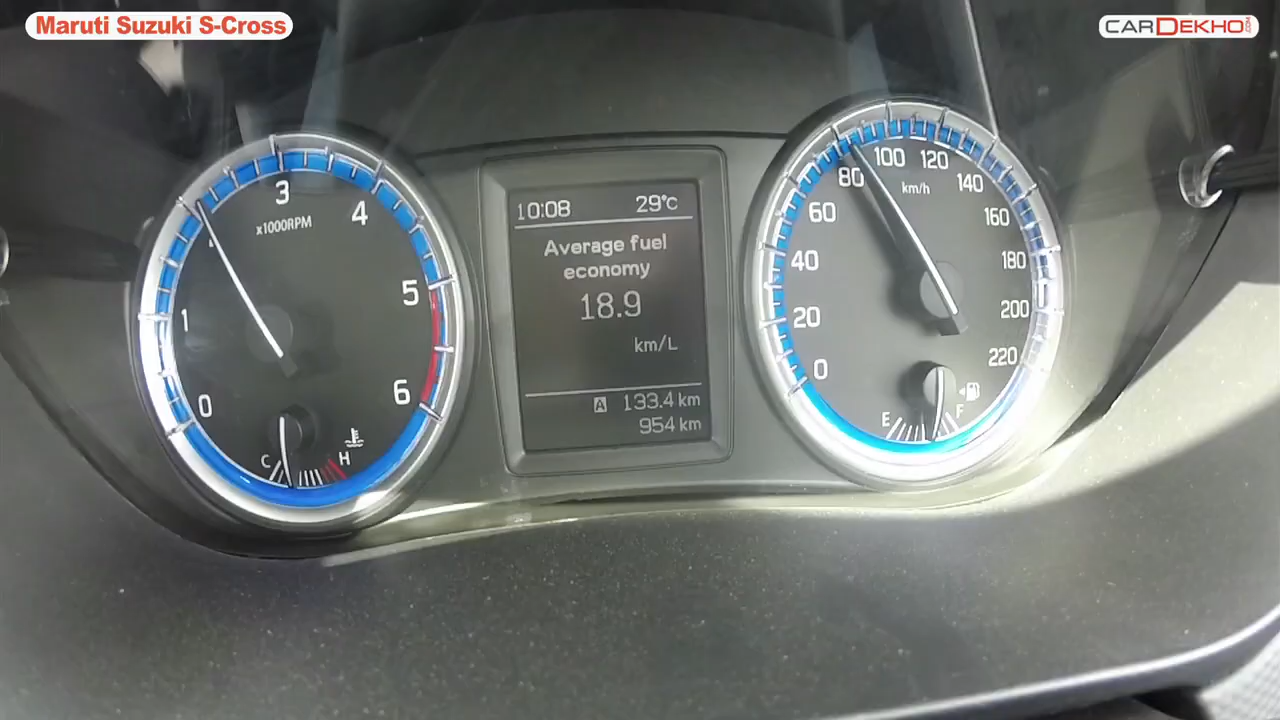 Maruti Suzuki S-Cross
CARDEKHO.COM
0
1
3
4
5
6
x1000RPM
C
H
10:08 29°C
Average fuel
economy
18.9
km/L
A 133.4 km
954 km
0
20
40
60
80
100
120
140
160
180
200
220
km/h
E
F